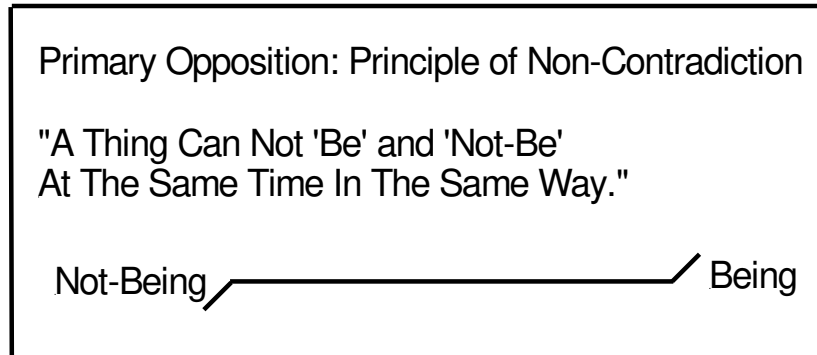 Primary Opposition: Principle of Non-Contradiction
"A Thing Can Not 'Be' and 'Not-Be'
At The Same Time In The Same Way."
Not-Being Being